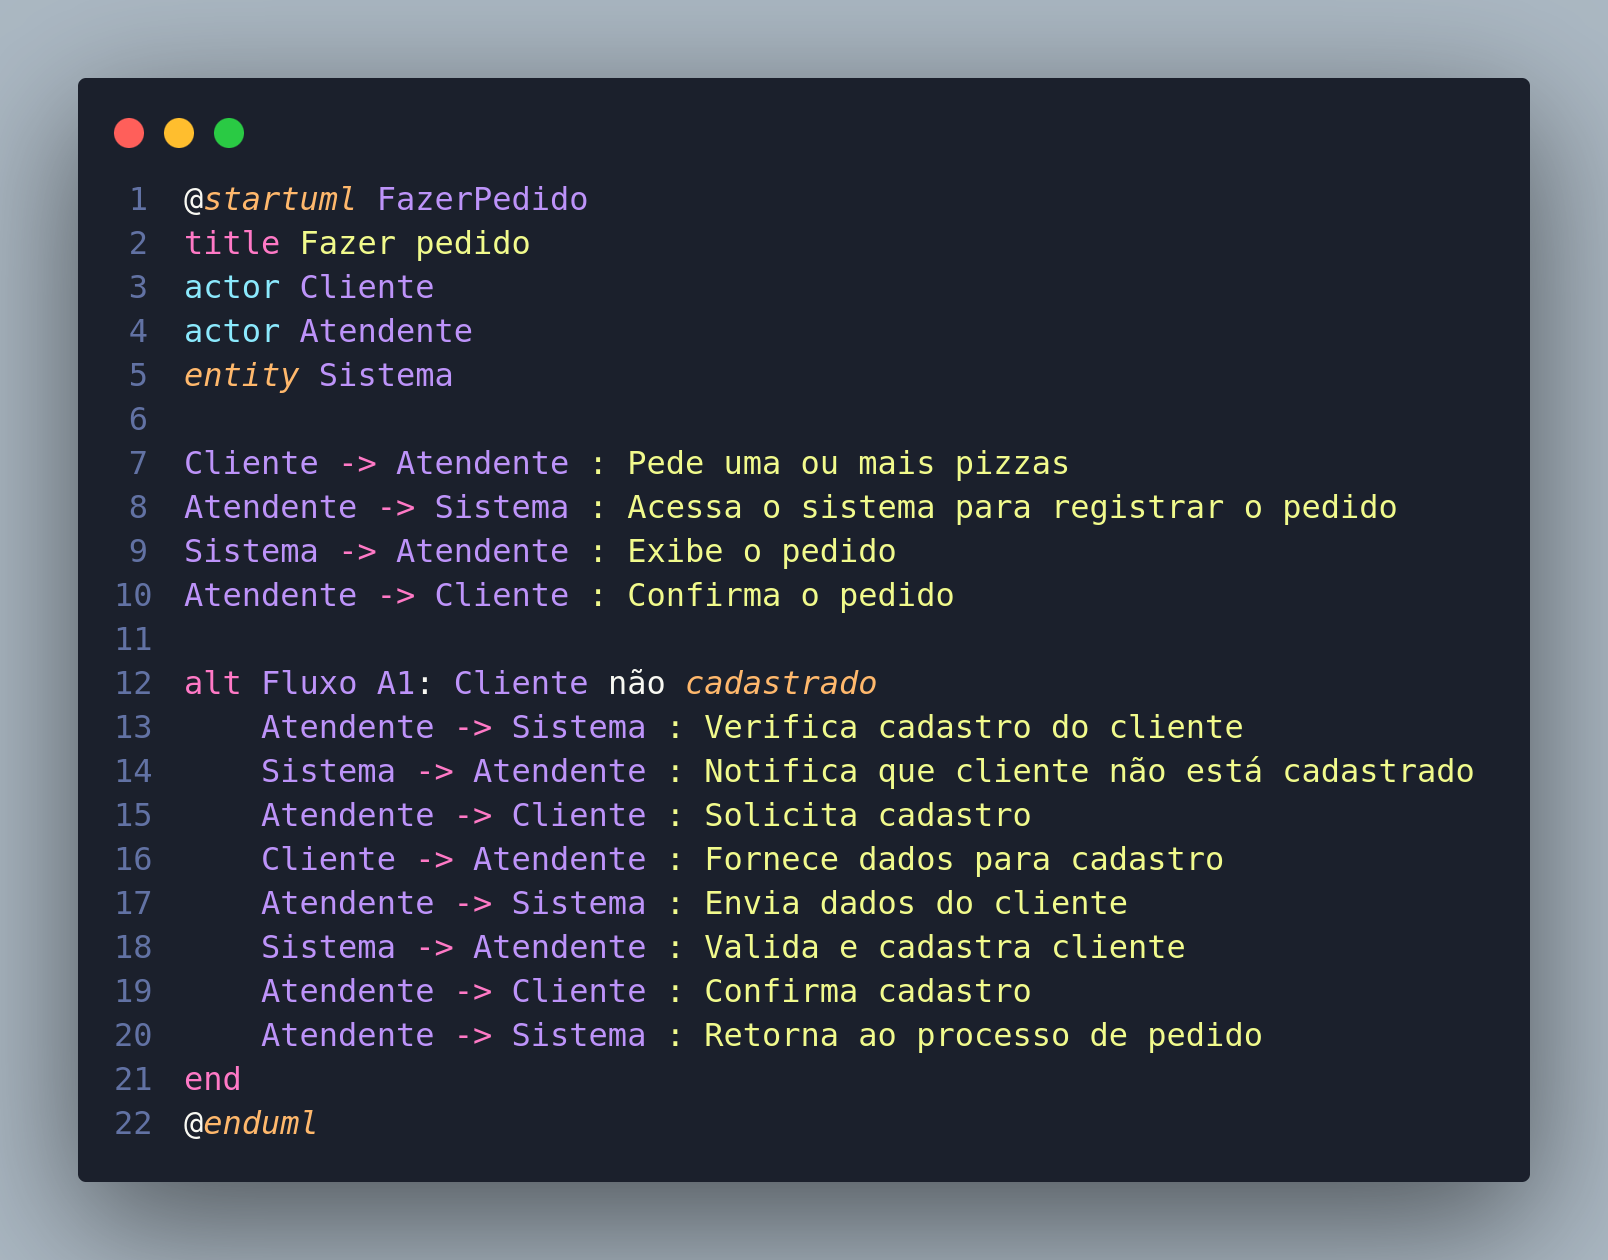 1 @startuml FazerPedido
2 title Fazer pedido
3 actor Cliente
4 actor Atendente
5 entity Sistema
6
7 Cliente -> Atendente : Pede uma ou mais pizzas
8 Atendente -> Sistema : Acessa o sistema para registrar o pedido
9 Sistema -> Atendente : Exibe o pedido
10 Atendente -> Cliente : Confirma o pedido
11
12 alt Fluxo A1: Cliente não cadastrado
13     Atendente -> Sistema : Verifica cadastro do cliente
14     Sistema -> Atendente : Notifica que cliente não está cadastrado
15     Atendente -> Cliente : Solicita cadastro
16     Cliente -> Atendente : Fornece dados para cadastro
17     Atendente -> Sistema : Envia dados do cliente
18     Sistema -> Atendente : Valida e cadastra cliente
19     Atendente -> Cliente : Confirma cadastro
20     Atendente -> Sistema : Retorna ao processo de pedido
21 end
22 @enduml